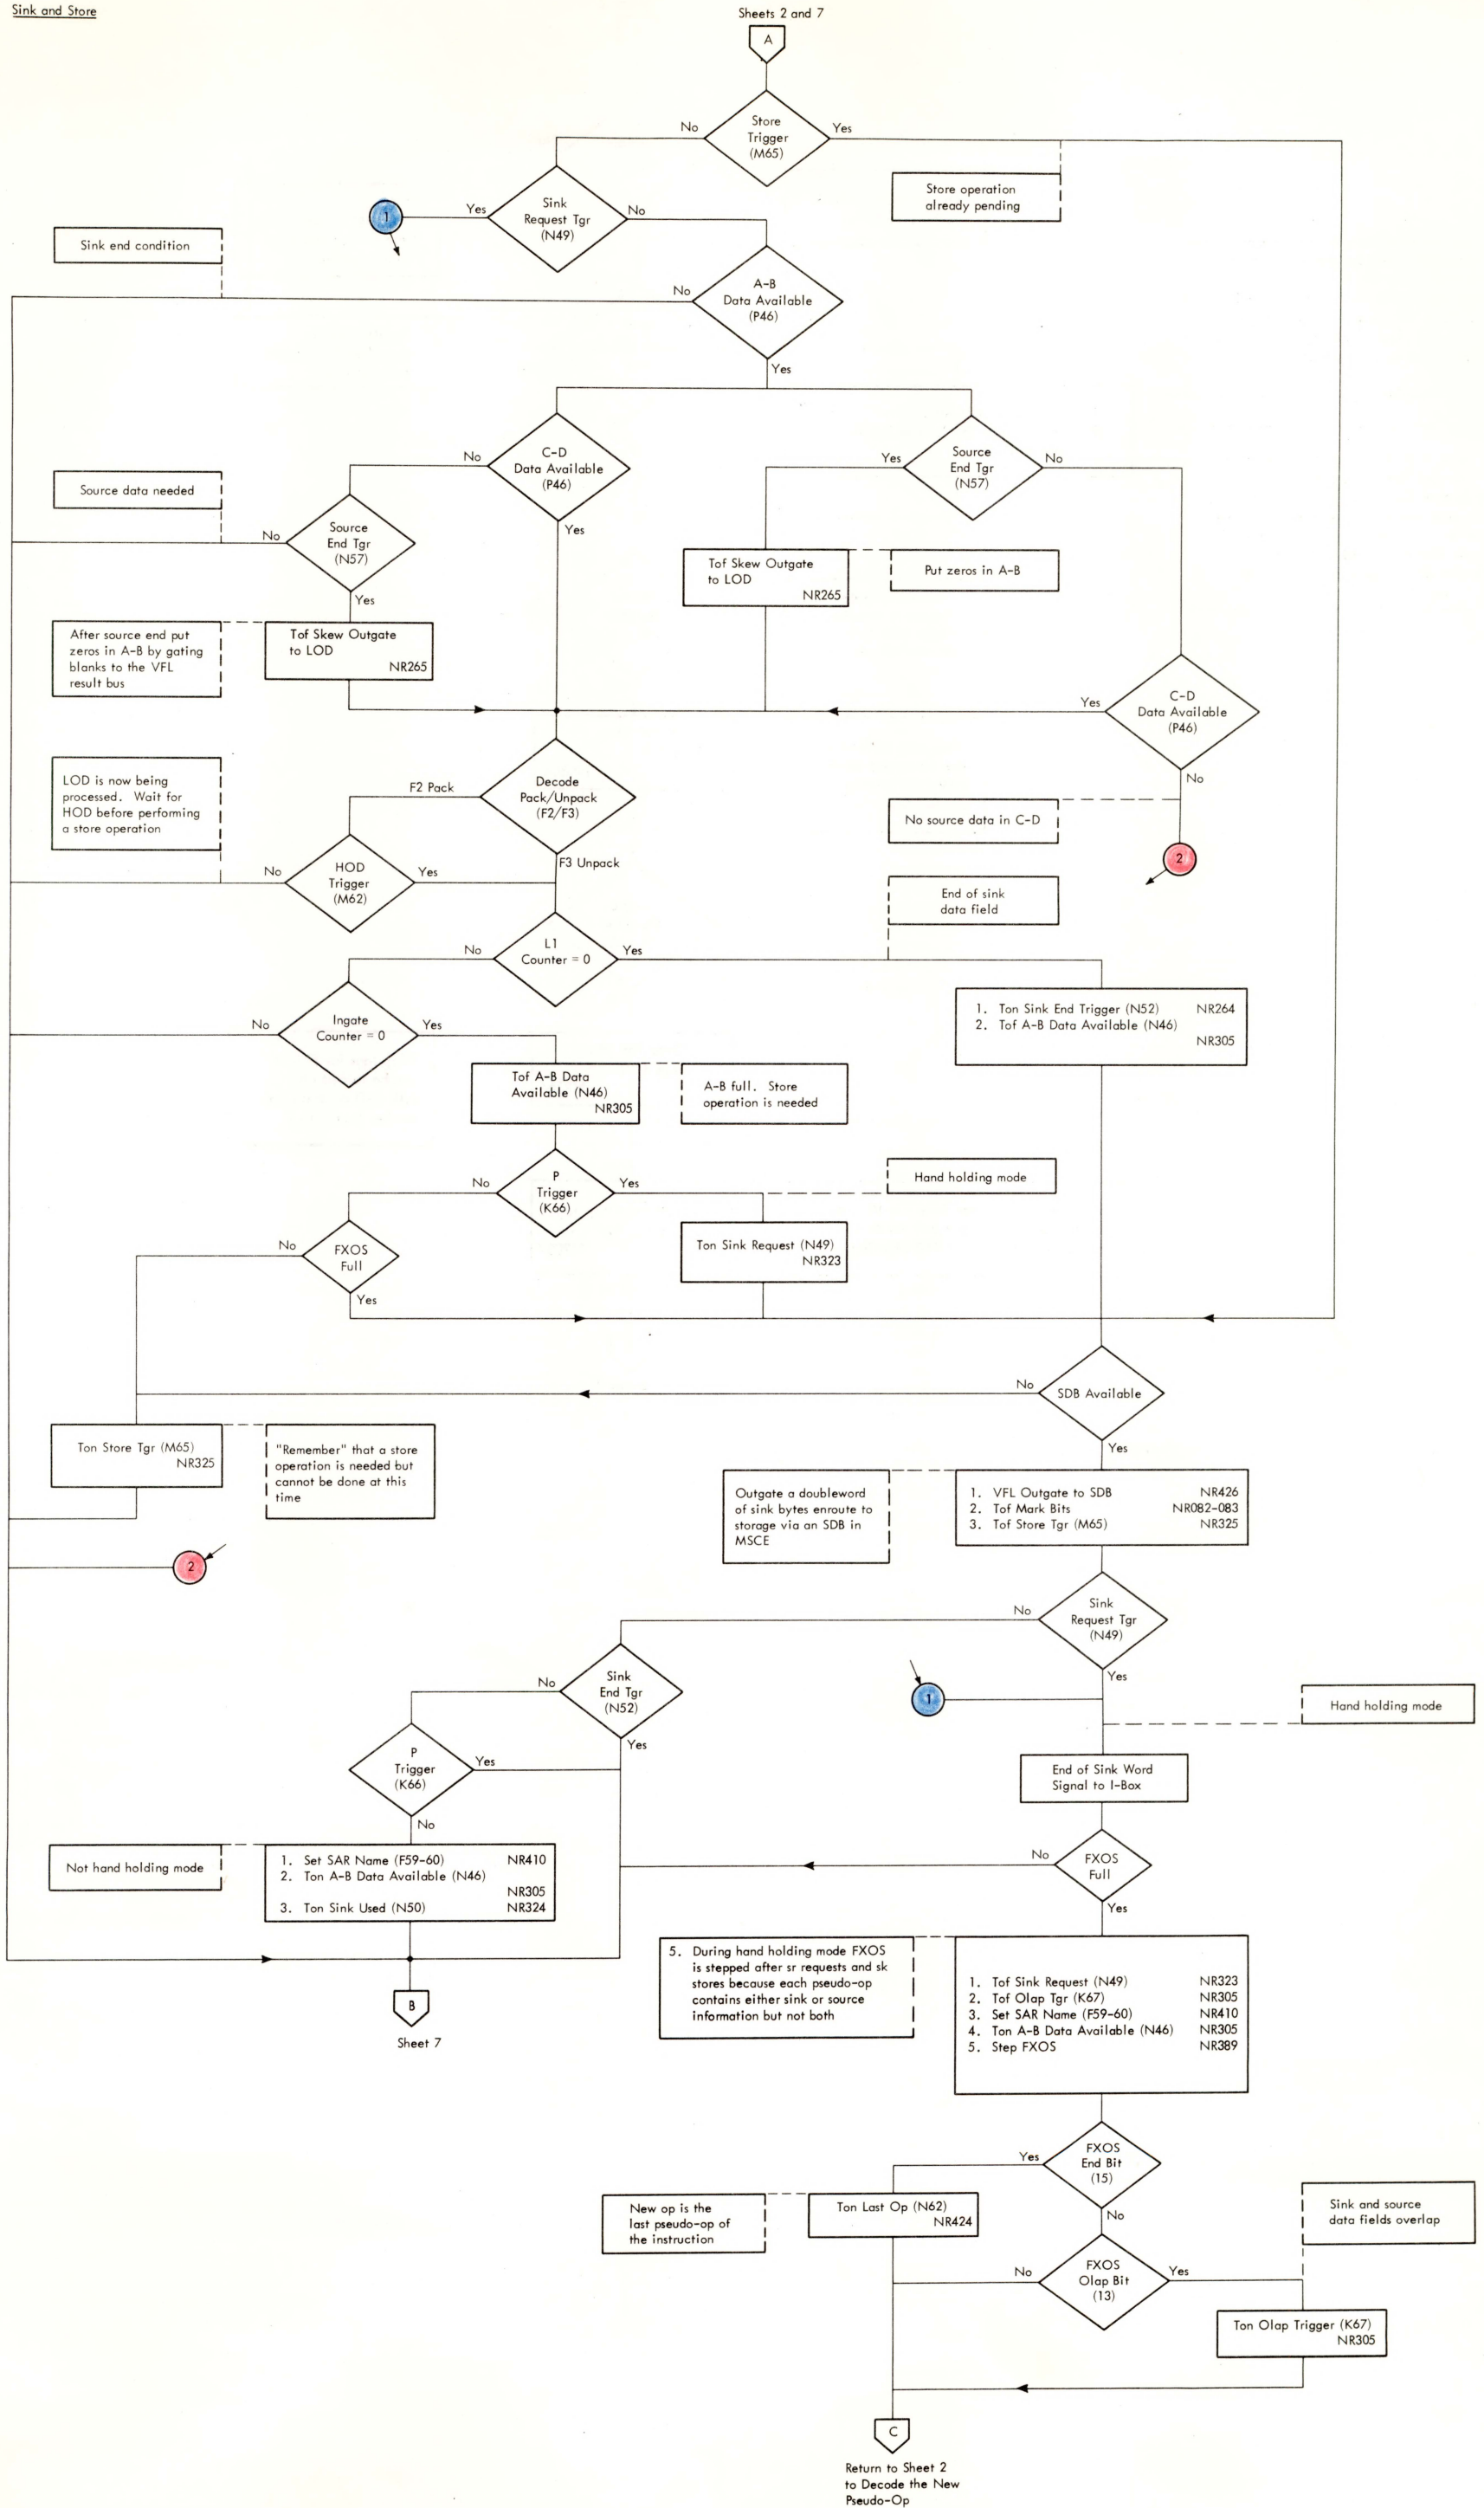 Sink and Store
Sheets 2 and 7
A
Store
Trigger
(M65)
No
Yes
Store operation
already pending
Sink
Request Tgr
(N49)
Yes
No
1
Sink end condition
A-B
Data Available
(P46)
No
Yes
C-D
Data Available
(P46)
No
Yes
Source
End Tgr
(N57)
Yes
No
Source data needed
Source
End Tgr
(N57)
No
Yes
Tof Skew Outgate
to LOD
NR265
Put zeros in A-B
After source end put
zeros in A-B by gating
blanks to the VFL
result bus
Tof Skew Outgate
to LOD
NR265
C-D
Data Available
(P46)
Yes
No
LOD is now being
processed. Wait for
HOD before performing
a store operation
Decode
Pack/Unpack
(F2/F3)
F2 Pack
F3 Unpack
No source data in C-D
2
HOD
Trigger
(M62)
No
Yes
End of sink
data field
L1
Counter = 0
No
Yes
1. Ton Sink End Trigger (N52) NR264
2. Tof A-B Data Available (N46)
NR305
Ingate
Counter = 0
No
Yes
Tof A-B Data
Available (N46)
NR305
A-B full. Store
operation is needed
P
Trigger
(K66)
No
Yes
Hand holding mode
FXOS
Full
No
Yes
Ton Sink Request (N49)
NR323
SDB Available
No
Yes
Ton Store Tgr (M65)
NR325
"Remember" that a store
operation is needed but
cannot be done at this
time
Outgate a doubleword
of sink bytes enroute to
storage via an SDB in
MSCE
1. VFL Outgate to SDB NR426
2. Tof Mark Bits NR082-083
3. Tof Store Tgr (M65) NR325
2
Sink
Request Tgr
(N49)
No
Yes
Sink
End Tgr
(N52)
No
Yes
1
Hand holding mode
P
Trigger
(K66)
Yes
No
End of Sink Word
Signal to I-Box
Not hand holding mode
1. Set SAR Name (F59-60) NR410
2. Ton A-B Data Available (N46)
NR305
3. Ton Sink Used (N50) NR324
FXOS
Full
No
Yes
B
Sheet 7
5. During hand holding mode FXOS
is stepped after sr requests and sk
stores because each pseudo-op
contains either sink or source
information but not both
1. Tof Sink Request (N49) NR323
2. Tof Olap Tgr (K67) NR305
3. Set SAR Name (F59-60) NR410
4. Ton A-B Data Available (N46) NR305
5. Step FXOS NR389
FXOS
End Bit
(15)
Yes
No
New op is the
last pseudo-op of
the instruction
Ton Last Op (N62)
NR424
Sink and source
data fields overlap
FXOS
Olap Bit
(13)
No
Yes
Ton Olap Trigger (K67)
NR305
C
Return to Sheet 2
to Decode the New
Pseudo-Op